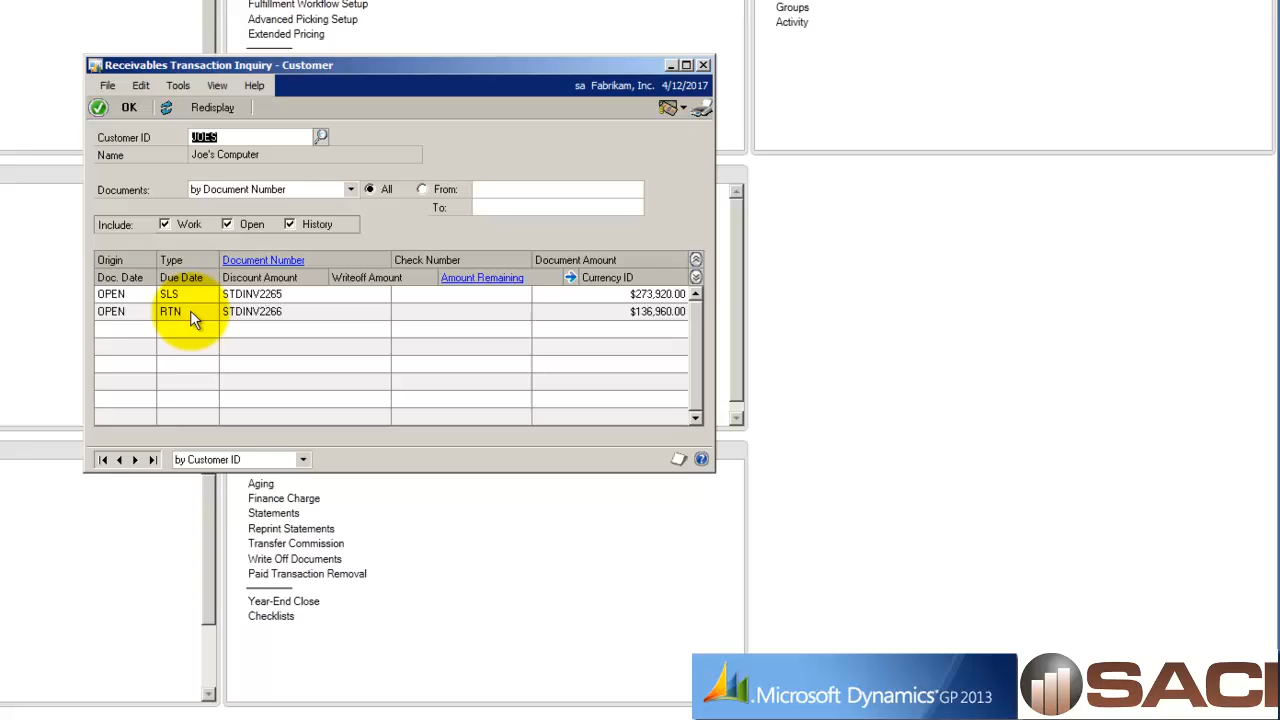 Fulfillment Workflow Setup
Advanced Picking Setup
Extended Pricing
Groups
Activity
Receivables Transaction Inquiry - Customer
File Edit Tools View Help
sa Fabrikam, Inc. 4/12/2017
OK Redisplay
Customer ID JOES
Name Joe's Computer
Documents: by Document Number All From:
To:
Include: Work Open History
Origin Type Document Number Check Number Document Amount
Doc. Date Due Date Discount Amount Writeoff Amount Amount Remaining Currency ID
OPEN SLS STDINV2265 $273,920.00
OPEN RTN STDINV2266 $136,960.00
by Customer ID
Aging
Finance Charge
Statements
Reprint Statements
Transfer Commission
Write Off Documents
Paid Transaction Removal
Year-End Close
Checklists
Microsoft Dynamics GP 2013
SACI